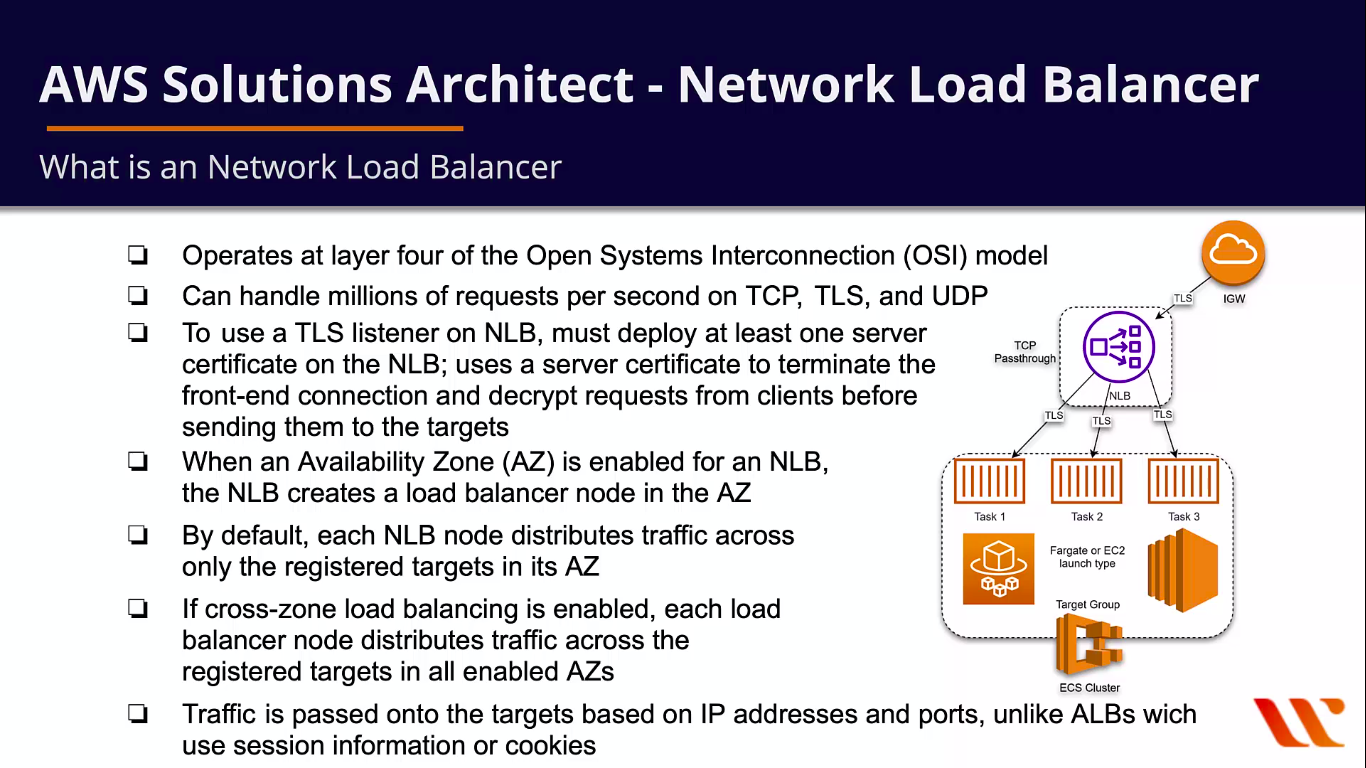 AWS Solutions Architect - Network Load Balancer
What is an Network Load Balancer
Operates at layer four of the Open Systems Interconnection (OSI) model
Can handle millions of requests per second on TCP, TLS, and UDP
To use a TLS listener on NLB, must deploy at least one server
certificate on the NLB; uses a server certificate to terminate the
front-end connection and decrypt requests from clients before
sending them to the targets
When an Availability Zone (AZ) is enabled for an NLB,
the NLB creates a load balancer node in the AZ
By default, each NLB node distributes traffic across
only the registered targets in its AZ
If cross-zone load balancing is enabled, each load
balancer node distributes traffic across the
registered targets in all enabled AZs
Traffic is passed onto the targets based on IP addresses and ports, unlike ALBs wich
use session information or cookies
TLS
IGW
TCP
Passthrough
NLB
TLS
TLS
TLS
Task 1
Task 2
Task 3
Fargate or EC2
launch type
Target Group
ECS Cluster